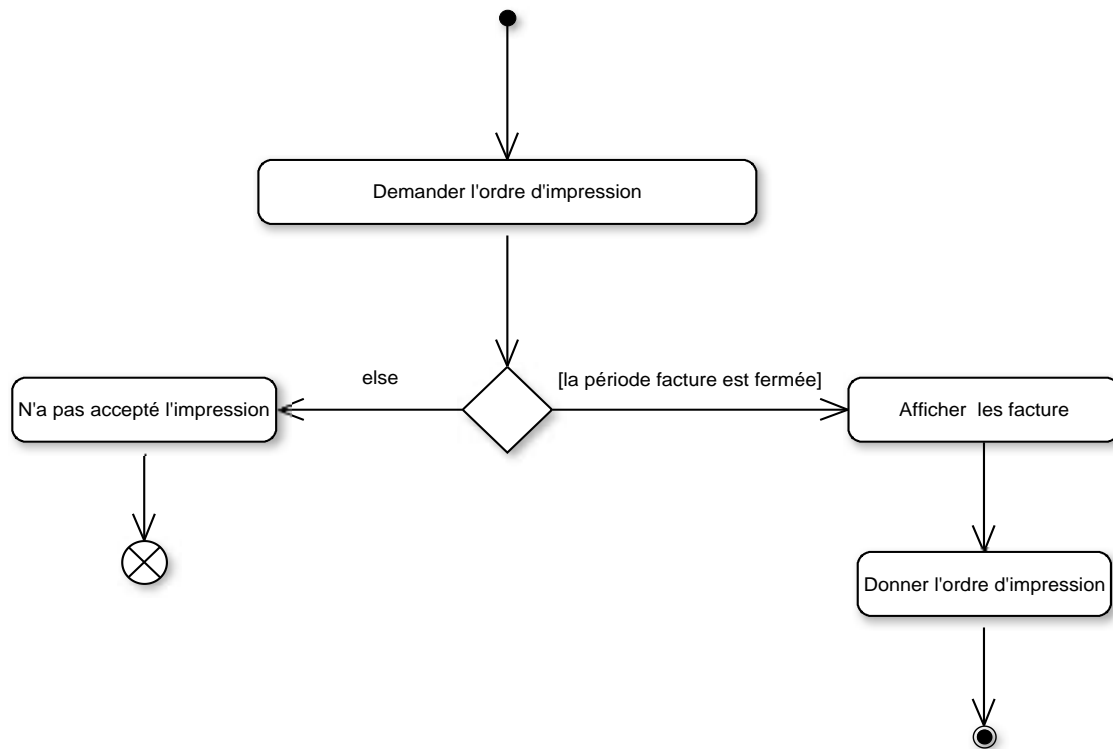 Demander l'ordre d'impression
else
[la période facture est fermée]
N'a pas accepté l'impression
Afficher  les facture
Donner l'ordre d'impression